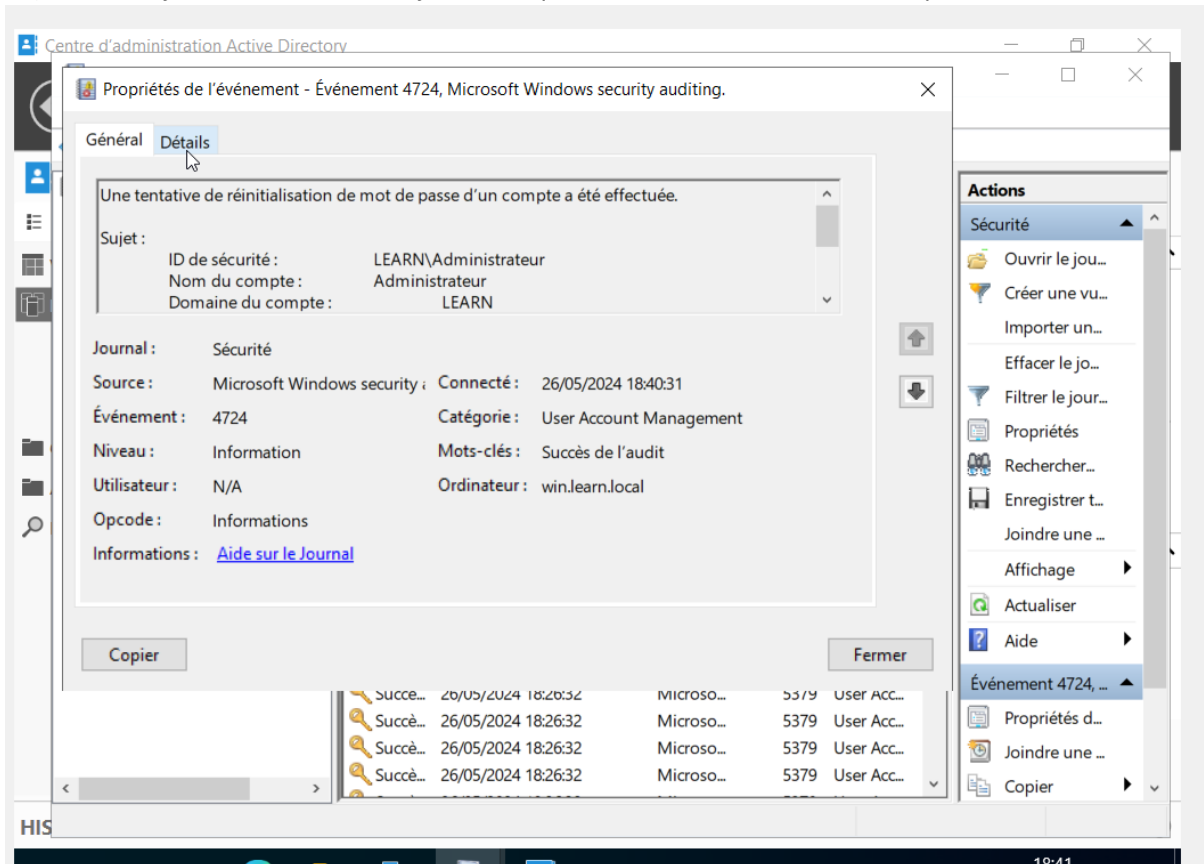 Centre d'administration Active Directory
Propriétés de l'événement - Événement 4724, Microsoft Windows security auditing.
Général Détails
Une tentative de réinitialisation de mot de passe d'un compte a été effectuée.
Sujet :
ID de sécurité : LEARN\Administrateur
Nom du compte : Administrateur
Domaine du compte : LEARN
Journal : Sécurité
Source : Microsoft Windows security Connecté : 26/05/2024 18:40:31
Événement : 4724 Catégorie : User Account Management
Niveau : Information Mots-clés : Succès de l'audit
Utilisateur : N/A Ordinateur : win.learn.local
Opcode : Informations
Informations : Aide sur le Journal
Copier Fermer
Actions
Sécurité
Ouvrir le jou...
Créer une vu...
Importer un...
Effacer le jo...
Filtrer le jour...
Propriétés
Rechercher...
Enregistrer t...
Joindre une ...
Affichage
Actualiser
Aide
Événement 4724, ...
Propriétés d...
Joindre une ...
Copier
Succè... 26/05/2024 18:26:32 Microso... 5379 User Acc...
Succè... 26/05/2024 18:26:32 Microso... 5379 User Acc...
Succè... 26/05/2024 18:26:32 Microso... 5379 User Acc...
Succè... 26/05/2024 18:26:32 Microso... 5379 User Acc...
HIS
18:41